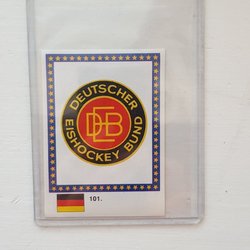 DEUTSCHER
DEB
EISHOCKEY BUND
101.